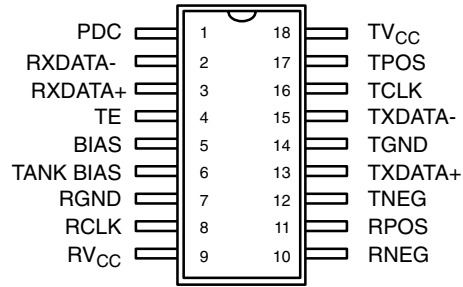 PDC 1 18 TVCC
RXDATA- 2 17 TPOS
RXDATA+ 3 16 TCLK
TE 4 15 TXDATA-
BIAS 5 14 TGND
TANK BIAS 6 13 TXDATA+
RGND 7 12 TNEG
RCLK 8 11 RPOS
RVCC 9 10 RNEG